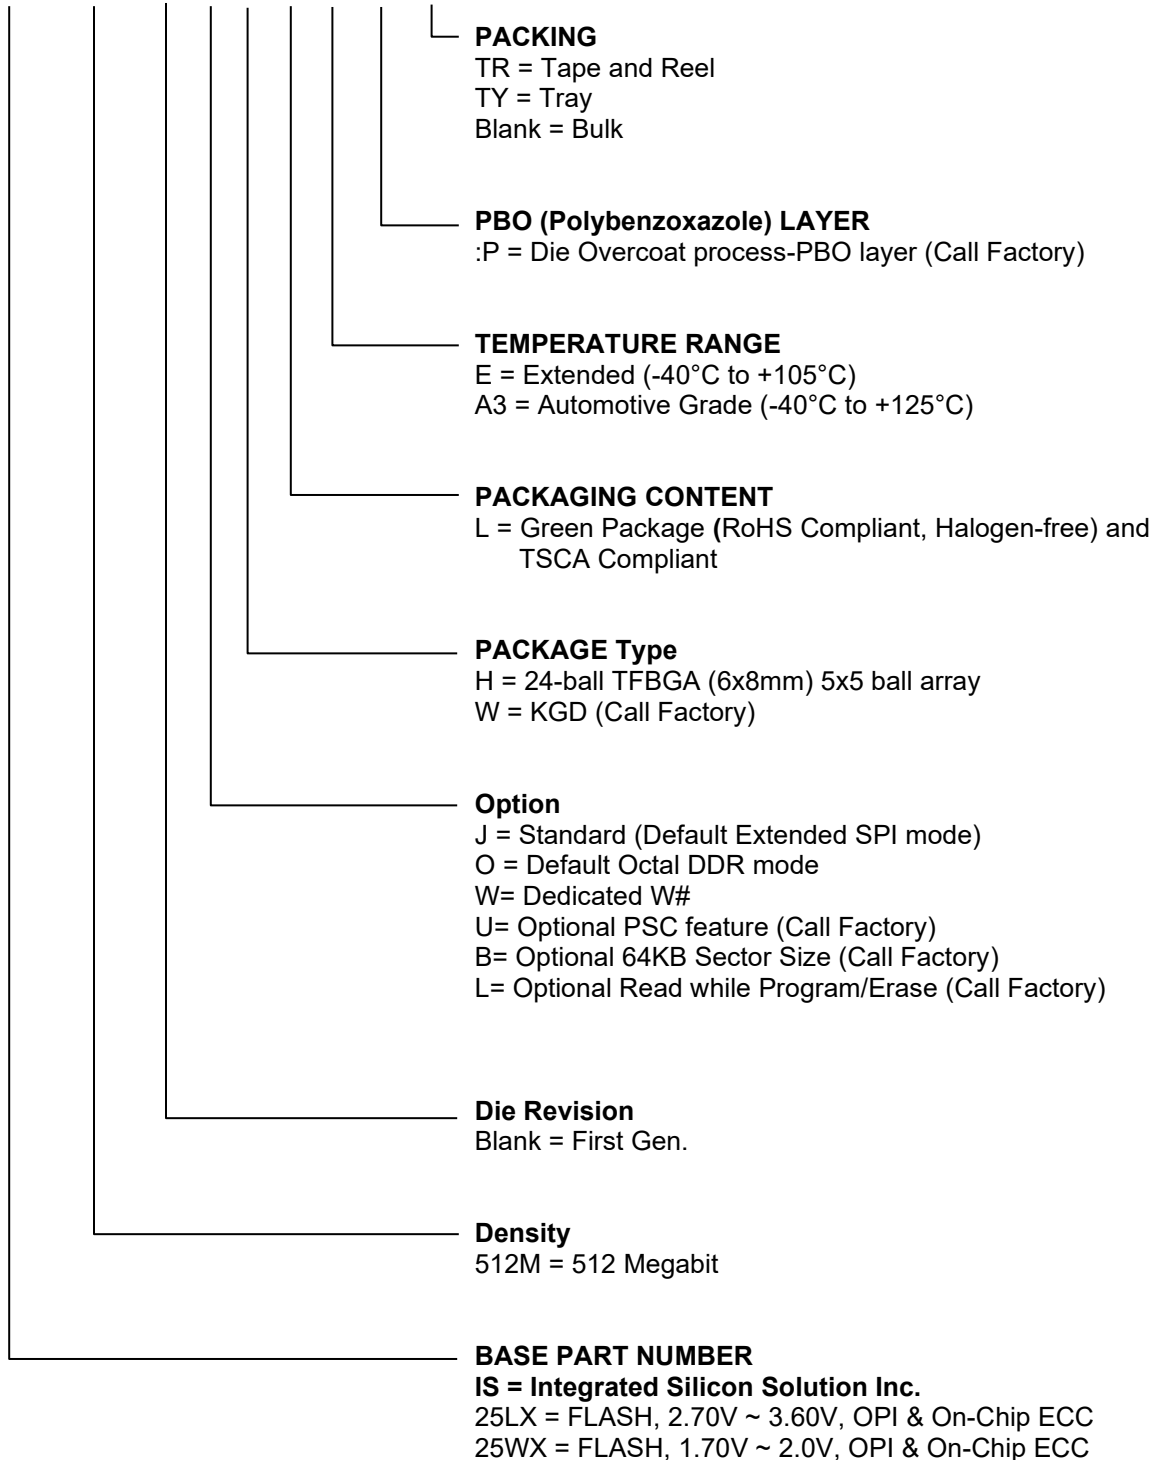 PACKING
TR = Tape and Reel
TY = Tray
Blank = Bulk
PBO (Polybenzoxazole) LAYER
:P = Die Overcoat process-PBO layer (Call Factory)
TEMPERATURE RANGE
E = Extended (-40°C to +105°C)
A3 = Automotive Grade (-40°C to +125°C)
PACKAGING CONTENT
L = Green Package (RoHS Compliant, Halogen-free) and
TSCA Compliant
PACKAGE Type
H = 24-ball TFBGA (6x8mm) 5x5 ball array
W = KGD (Call Factory)
Option
J = Standard (Default Extended SPI mode)
O = Default Octal DDR mode
W= Dedicated W#
U= Optional PSC feature (Call Factory)
B= Optional 64KB Sector Size (Call Factory)
L= Optional Read while Program/Erase (Call Factory)
Die Revision
Blank = First Gen.
Density
512M = 512 Megabit
BASE PART NUMBER
IS = Integrated Silicon Solution Inc.
25LX = FLASH, 2.70V ~ 3.60V, OPI & On-Chip ECC
25WX = FLASH, 1.70V ~ 2.0V, OPI & On-Chip ECC